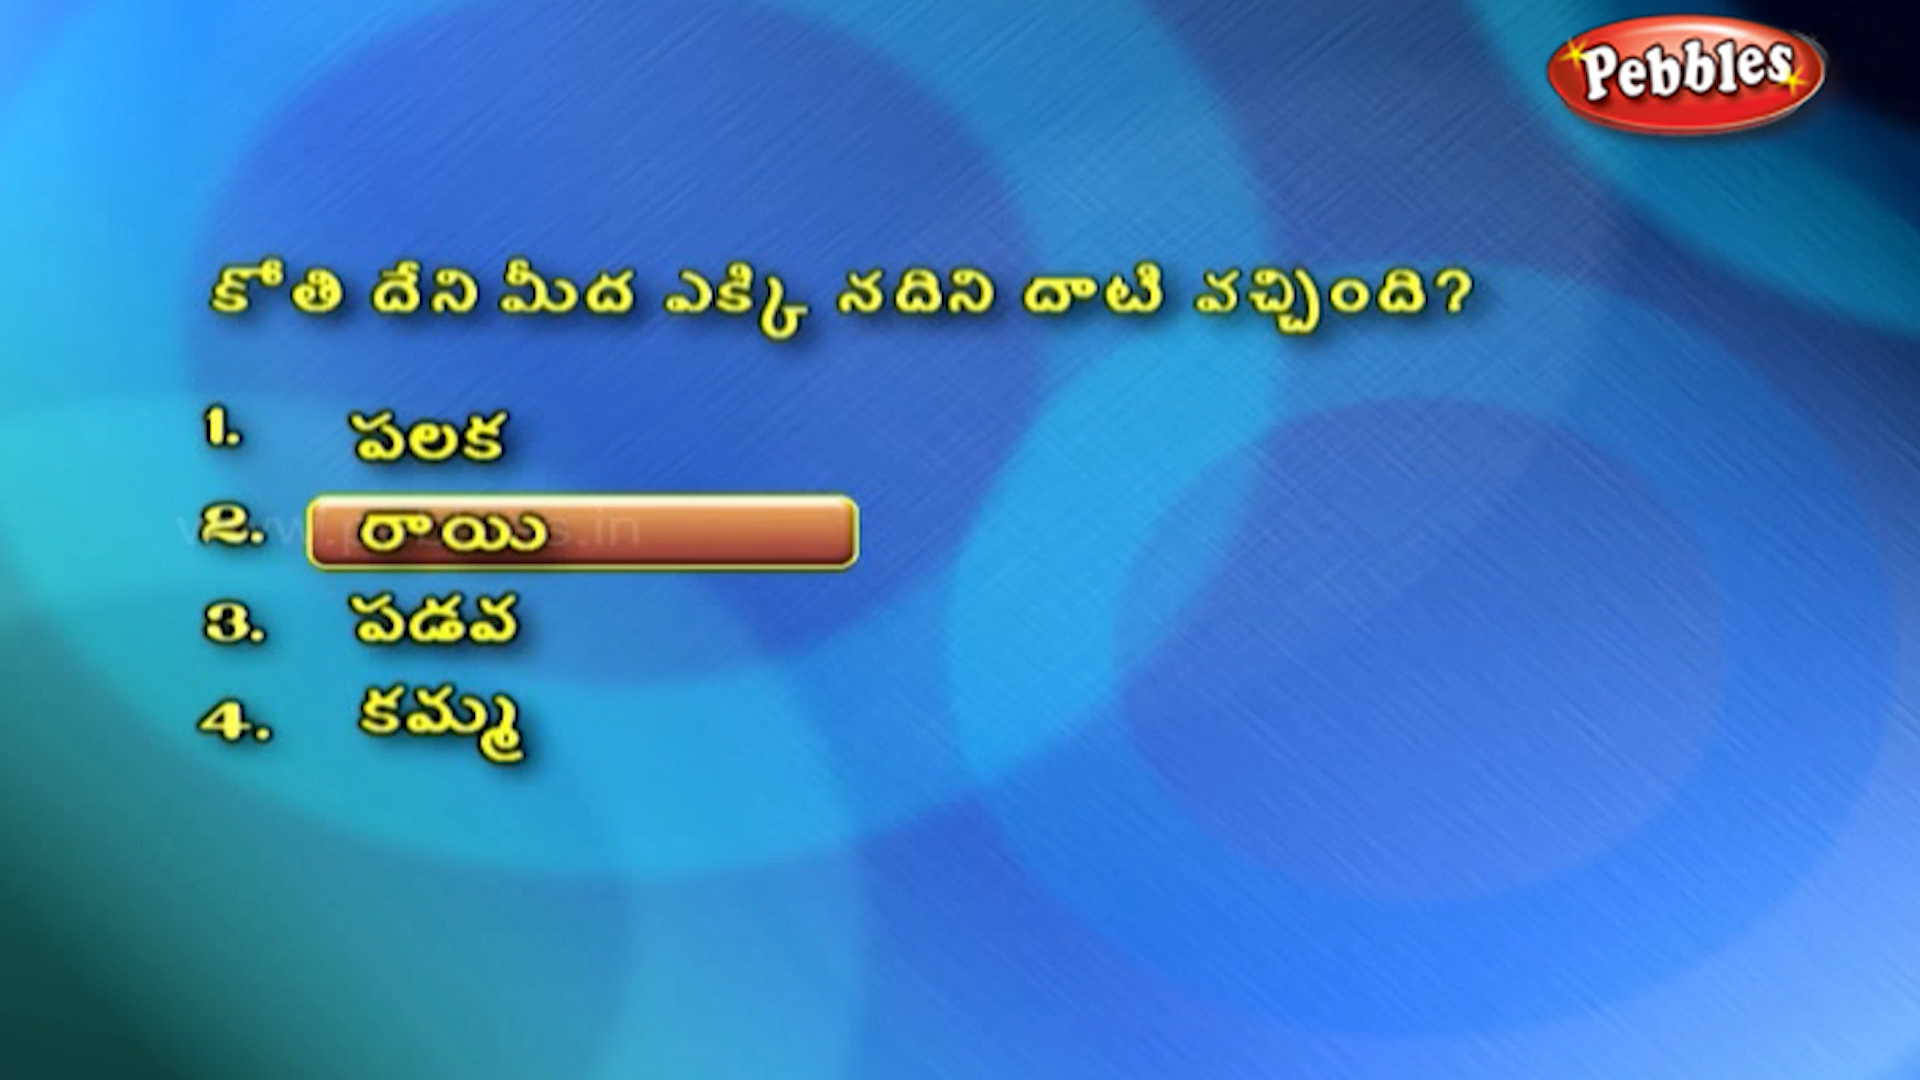 Pebbles
కోతి దేని మీద ఎక్కి నదిని దాటి వచ్చింది?
1. పలక
2. రాయి
3. పడవ
4. కమ్మ